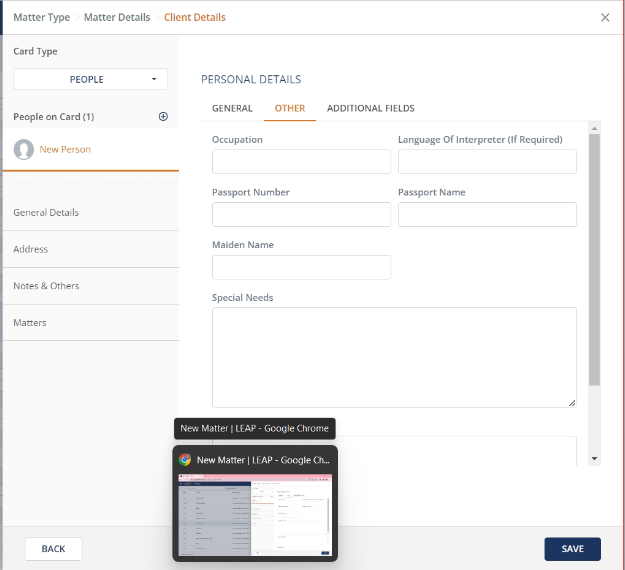 Matter Type Matter Details Client Details
Card Type
PEOPLE
People on Card (1)
New Person
General Details
Address
Notes & Others
Matters
PERSONAL DETAILS
GENERAL OTHER ADDITIONAL FIELDS
Occupation Language Of Interpreter (If Required)
Passport Number Passport Name
Maiden Name
Special Needs
New Matter | LEAP - Google Chrome
New Matter | LEAP - Google Ch...
BACK SAVE